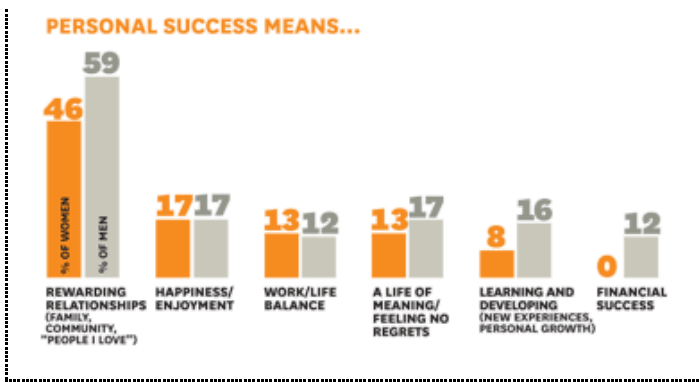 PERSONAL SUCCESS MEANS...
46
59
% OF WOMEN
% OF MEN
REWARDING
RELATIONSHIPS
(FAMILY,
COMMUNITY,
"PEOPLE I LOVE")
17
17
HAPPINESS/
ENJOYMENT
13
12
WORK/LIFE
BALANCE
13
17
A LIFE OF
MEANING/
FEELING NO
REGRETS
8
16
LEARNING AND
DEVELOPING
(NEW EXPERIENCES,
PERSONAL GROWTH)
0
12
FINANCIAL
SUCCESS